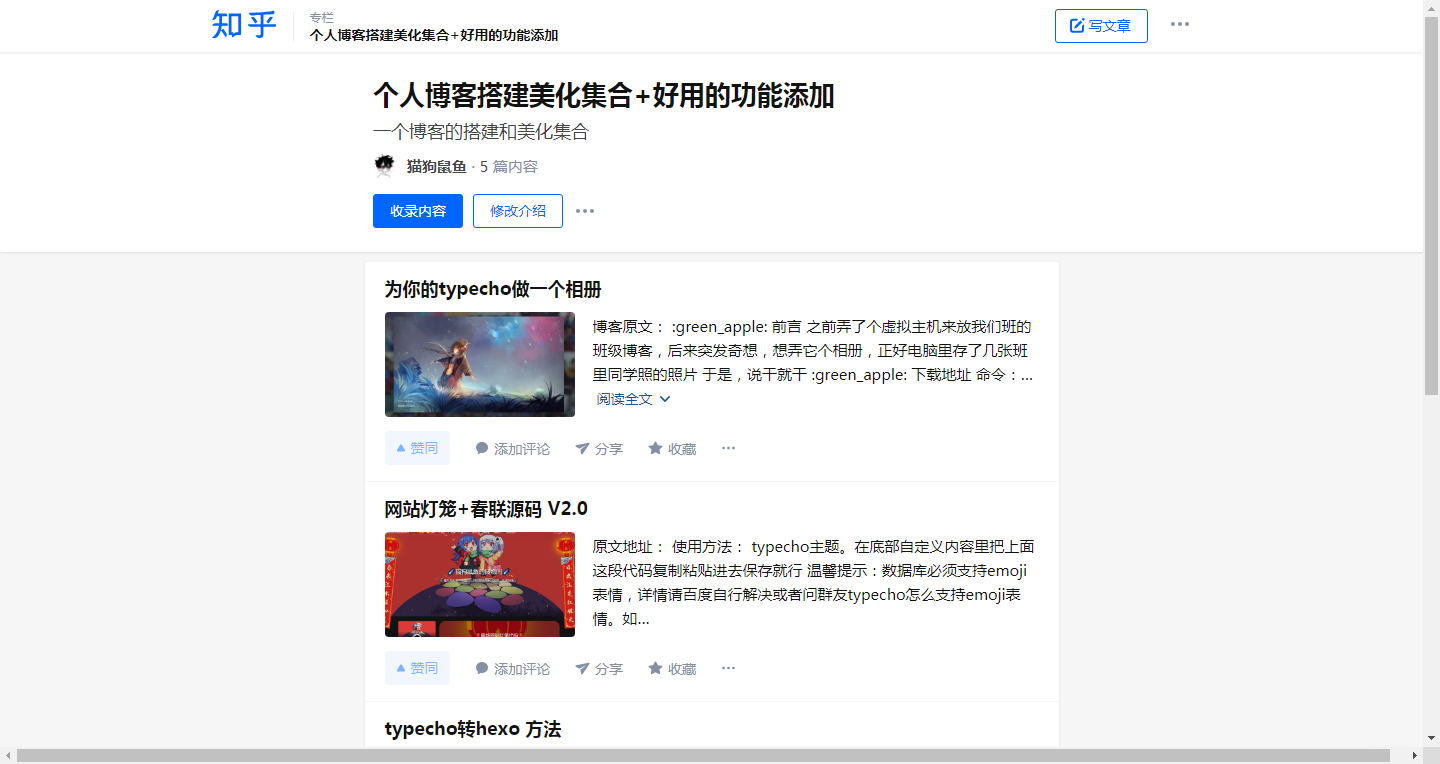 知乎
专栏
个人博客搭建美化集合+好用的功能添加
写文章
个人博客搭建美化集合+好用的功能添加
一个博客的搭建和美化集合
猫狗鼠鱼 · 5 篇内容
收录内容
修改介绍
为你的typecho做一个相册
博客原文： :green_apple: 前言 之前弄了个虚拟主机来放我们班的
班级博客，后来突发奇想，想弄它个相册，正好电脑里存了几张班
里同学照的照片 于是，说干就干 :green_apple: 下载地址 命令：...
阅读全文
赞同 添加评论 分享 收藏
网站灯笼+春联源码 V2.0
原文地址： 使用方法： typecho主题。在底部自定义内容里把上面
这段代码复制粘贴进去保存就行 温馨提示：数据库必须支持emoji
表情，详情请百度自行解决或者问群友typecho怎么支持emoji表
情。如...
赞同 添加评论 分享 收藏
typecho转hexo 方法